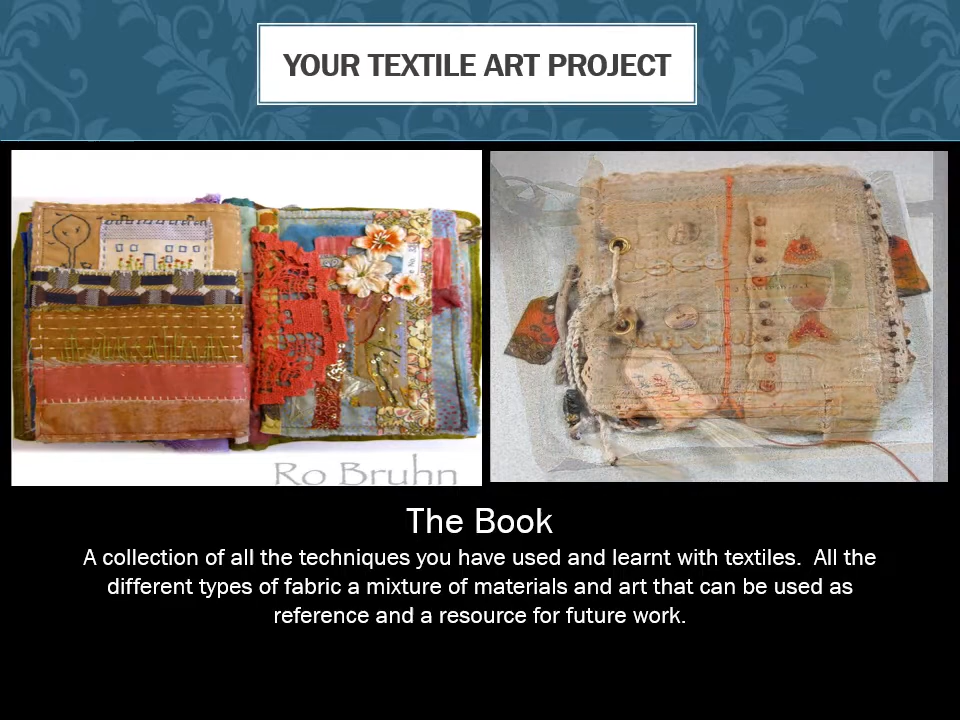 YOUR TEXTILE ART PROJECT
Ro Bruhn
The Book
A collection of all the techniques you have used and learnt with textiles.  All the
different types of fabric a mixture of materials and art that can be used as
reference and a resource for future work.